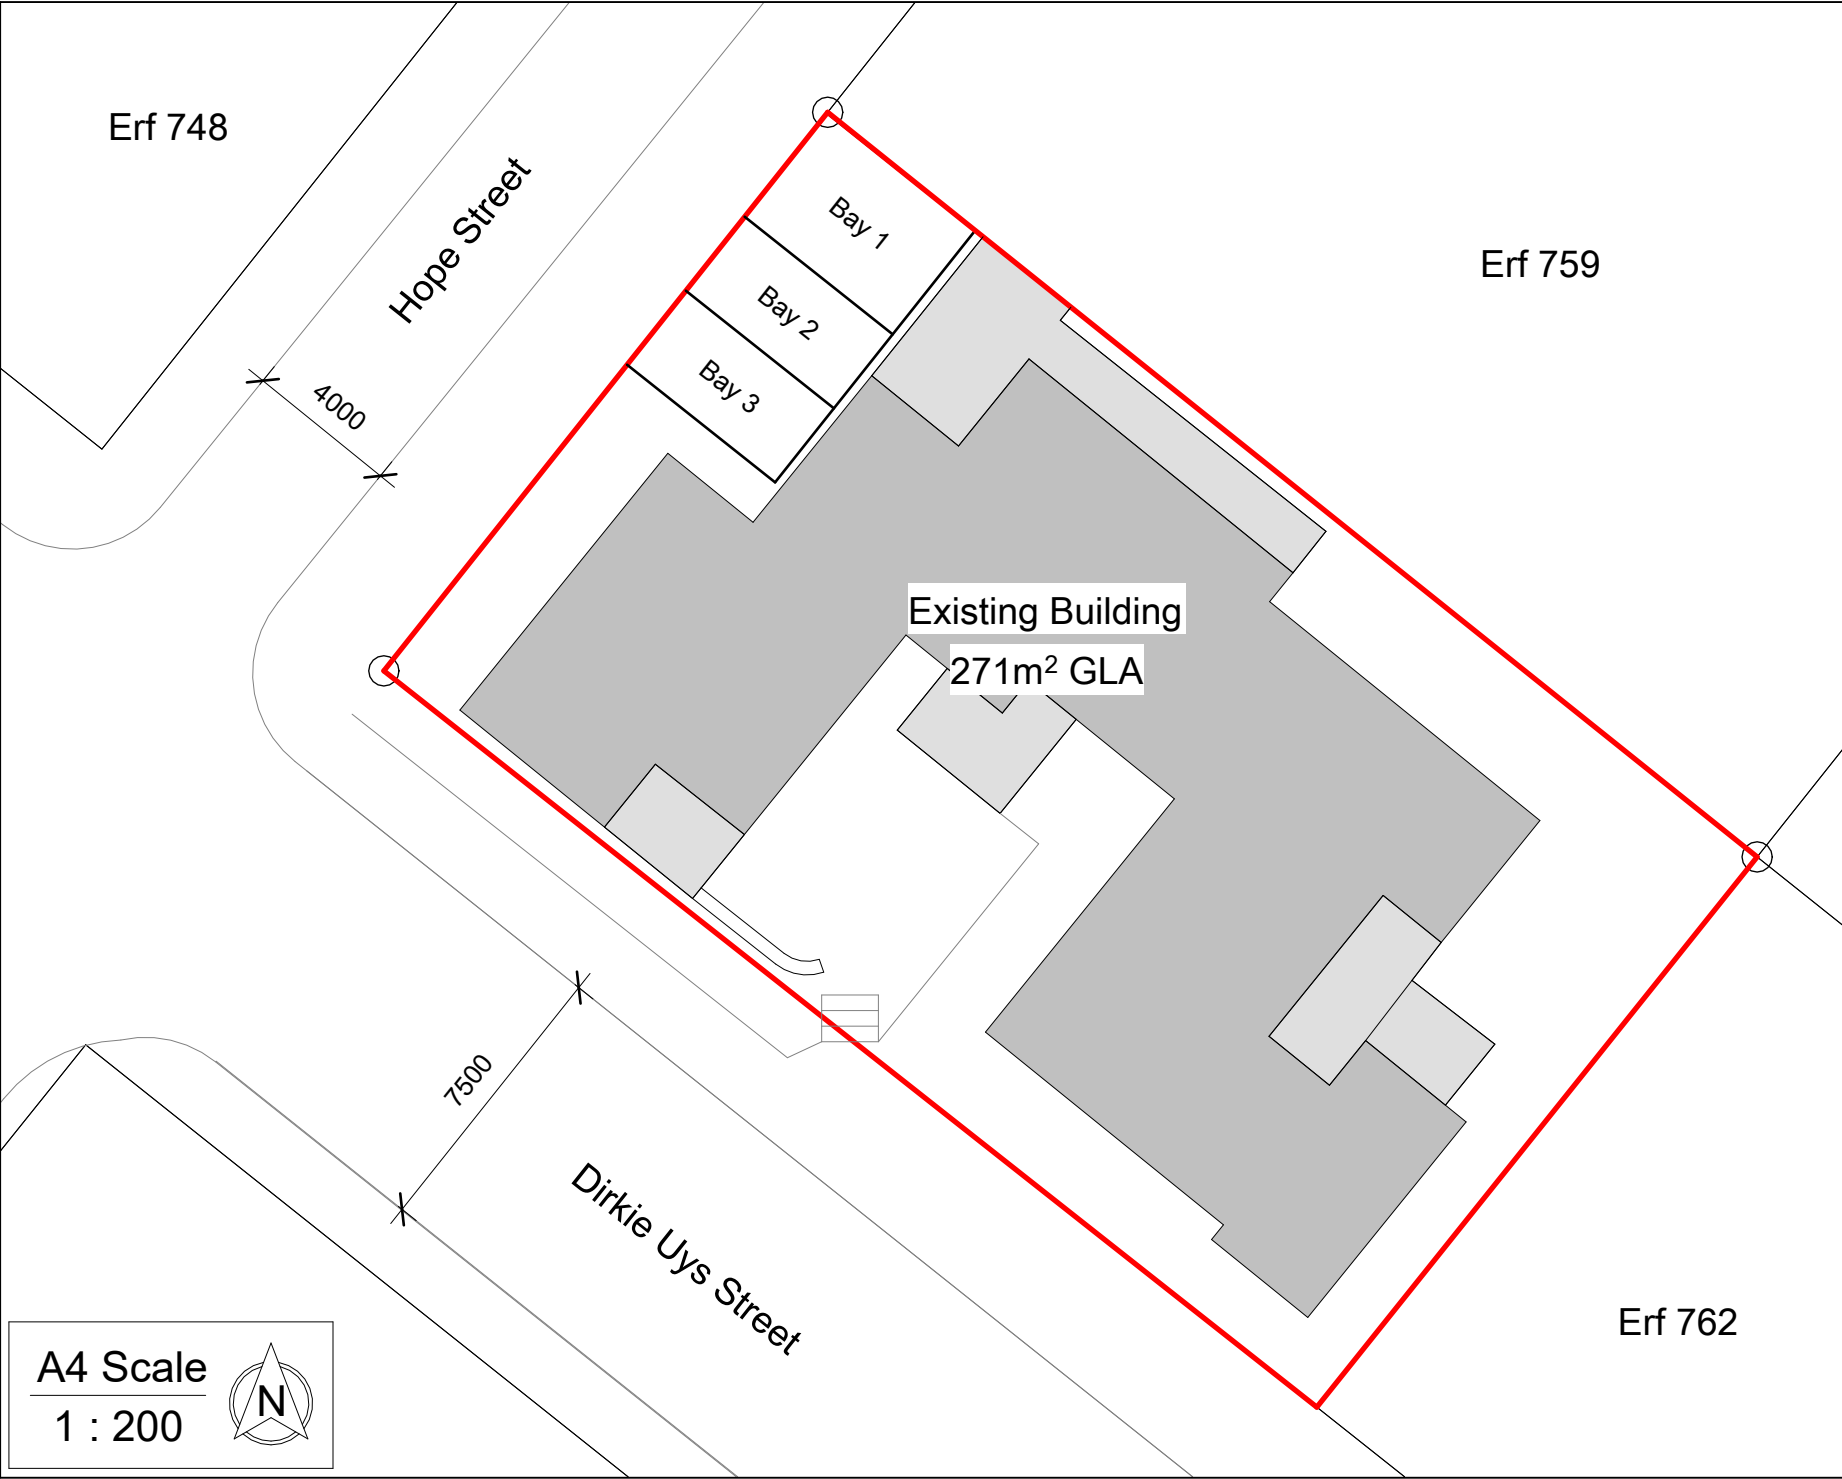 Erf 748
Hope Street
Bay 1
Bay 2
Bay 3
Erf 759
4000
Existing Building
271m² GLA
7500
Dirkie Uys Street
Erf 762
A4 Scale
1 : 200
N